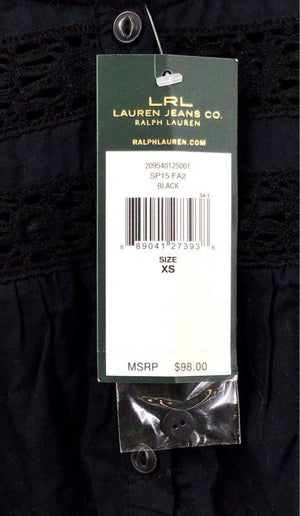 LRL
LAUREN JEANS CO.
RALPH LAUREN
RALPHLAUREN.COM
209540125001
SP15 FA2
BLACK
8 89041 27393 8
SIZE
XS
MSRP $98.00